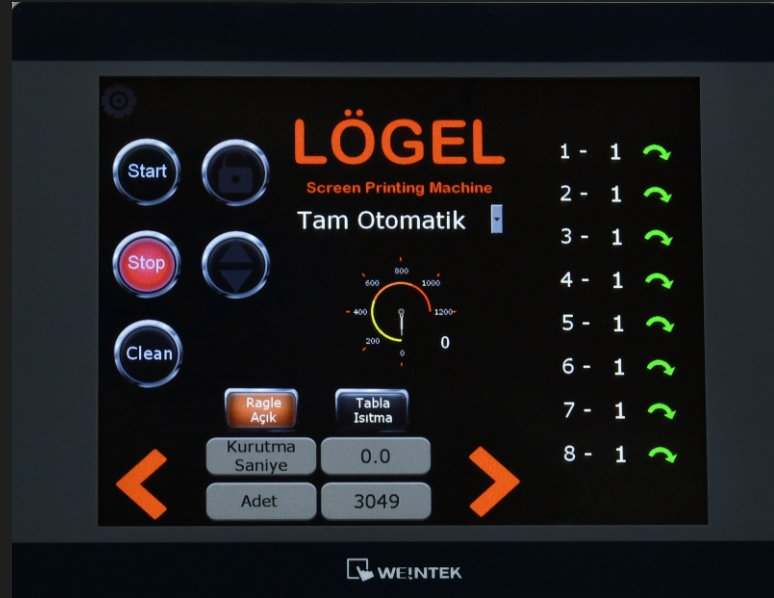 LÖGEL
Screen Printing Machine
Tam Otomatik
Start
Stop
Clean
800
600
1000
400
1200
200
0
0
Ragle
Açık
Tabla
Isıtma
Kurutma
Saniye
0.0
Adet
3049
1 - 1
2 - 1
3 - 1
4 - 1
5 - 1
6 - 1
7 - 1
8 - 1
WE!NTEK